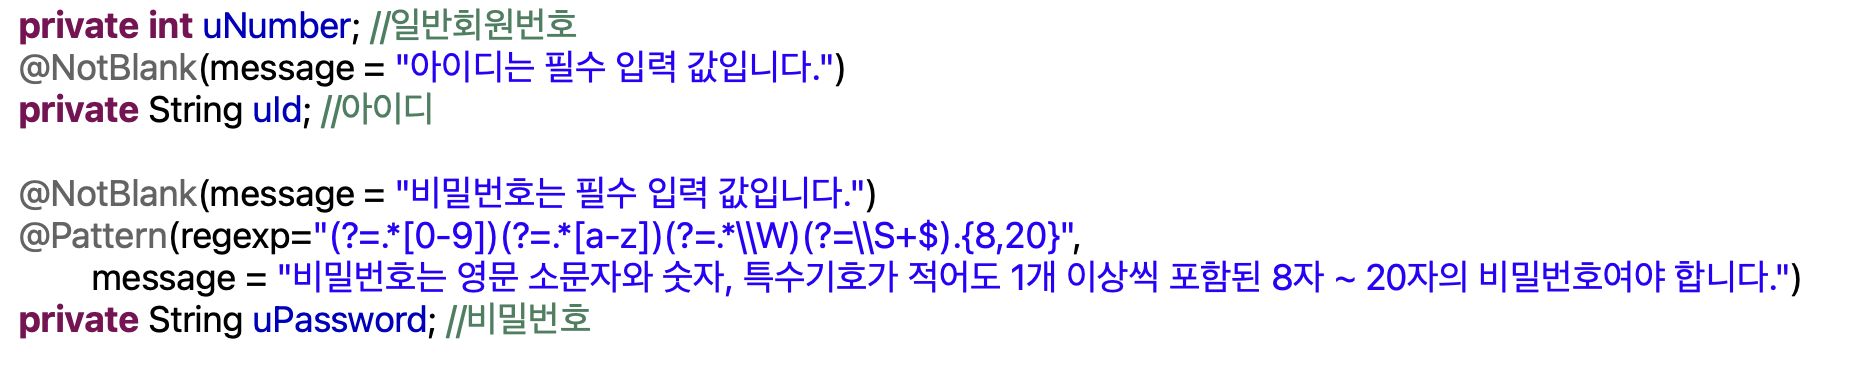 private int uNumber; //일반회원번호
@NotBlank(message = "아이디는 필수 입력 값입니다.")
private String uId; //아이디
@NotBlank(message = "비밀번호는 필수 입력 값입니다.")
@Pattern(regexp="(?=.*[0-9])(?=.*[a-z])(?=.*\\W)(?=\\S+$).{8,20}",
message = "비밀번호는 영문 소문자와 숫자, 특수기호가 적어도 1개 이상씩 포함된 8자 ~ 20자의 비밀번호여야 합니다.")
private String uPassword; //비밀번호